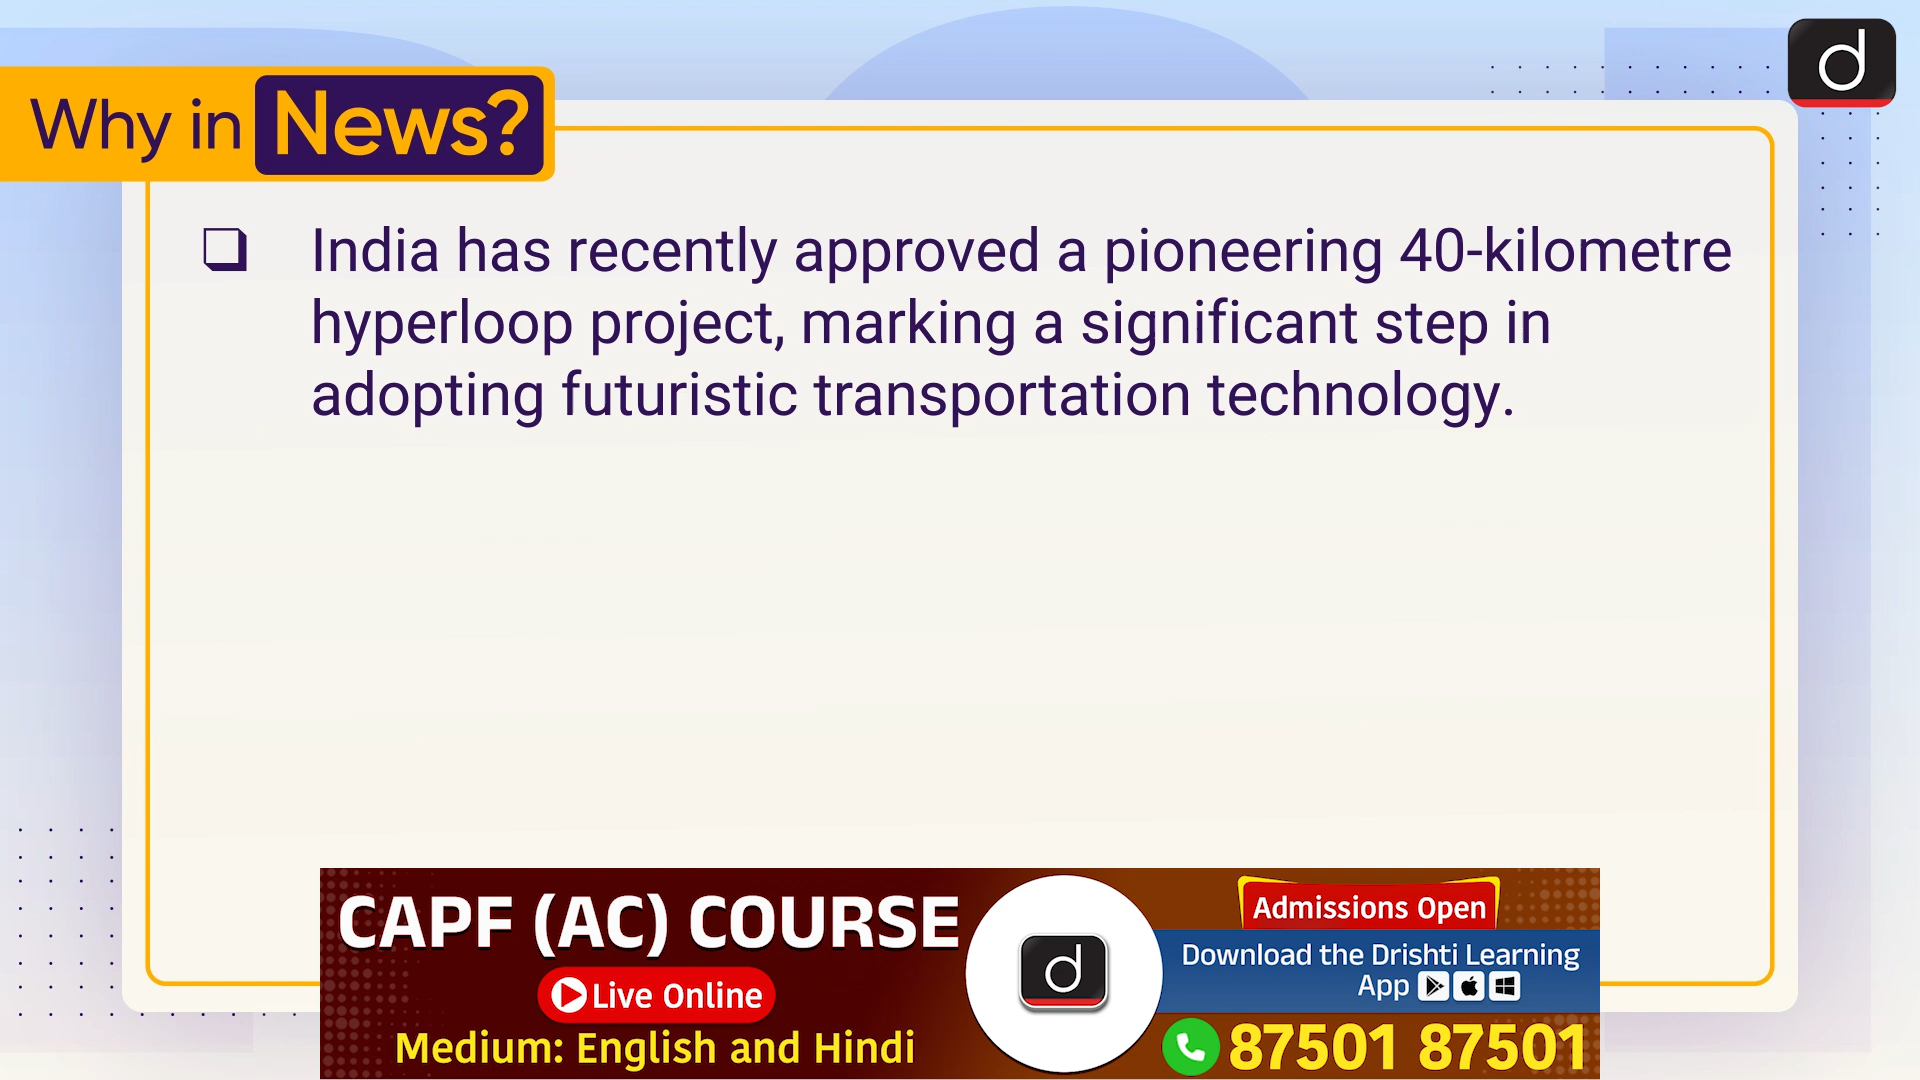 Why in News?
❑ India has recently approved a pioneering 40-kilometre
hyperloop project, marking a significant step in
adopting futuristic transportation technology.
CAPF (AC) COURSE
Live Online
Medium: English and Hindi
d
Admissions Open
Download the Drishti Learning
App
87501 87501
d